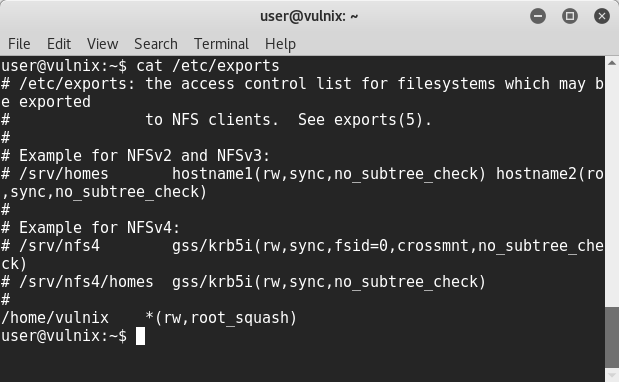 user@vulnix: ~
File Edit View Search Terminal Help
user@vulnix:~$ cat /etc/exports
# /etc/exports: the access control list for filesystems which may b
e exported
#               to NFS clients.  See exports(5).
#
# Example for NFSv2 and NFSv3:
# /srv/homes       hostname1(rw,sync,no_subtree_check) hostname2(ro
,sync,no_subtree_check)
#
# Example for NFSv4:
# /srv/nfs4        gss/krb5i(rw,sync,fsid=0,crossmnt,no_subtree_che
ck)
# /srv/nfs4/homes  gss/krb5i(rw,sync,no_subtree_check)
#
/home/vulnix    *(rw,root_squash)
user@vulnix:~$